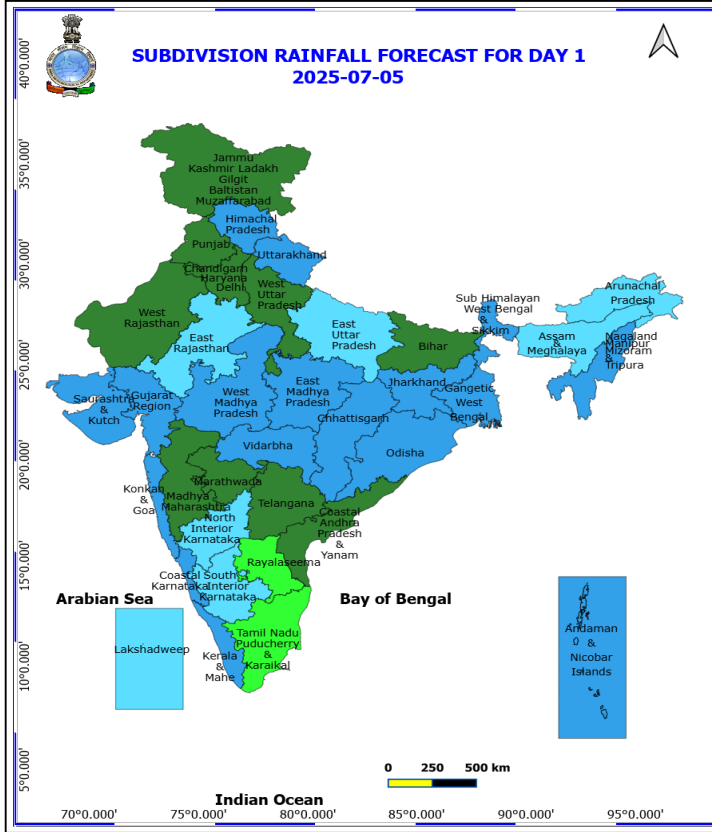 SUBDIVISION RAINFALL FORECAST FOR DAY 1
2025-07-05
40°0.000'
35°0.000'
30°0.000'
25°0.000'
20°0.000'
15°0.000'
10°0.000'
5°0.000'
Jammu
Kashmir Ladakh
Gilgit
Baltistan
Muzaffarabad
Himachal
Pradesh
Punjab
Uttarakhand
Chandigarh
Haryana
Delhi
West
Uttar
Pradesh
West
Rajasthan
East
Rajasthan
East
Uttar
Pradesh
Bihar
Sub Himalayan
West Bengal
&
Sikkim
Arunachal
Pradesh
Assam
&
Meghalaya
Nagaland
Manipur
Mizoram
&
Tripura
Saurashtra
&
Kutch
Gujarat
Region
West
Madhya
Pradesh
East
Madhya
Pradesh
Jharkhand
Gangetic
West
Bengal
Chhattisgarh
Odisha
Vidarbha
Konkan
&
Goa
Madhya
Maharashtra
Marathwada
Telangana
Coastal
Andhra
Pradesh
&
Yanam
North
Interior
Karnataka
Rayalaseema
Coastal
Karnataka
South
Interior
Karnataka
Arabian Sea
Bay of Bengal
Lakshadweep
Kerala
&
Mahe
Tamil Nadu
Puducherry
&
Karaikal
Andaman
&
Nicobar
Islands
0 250 500 km
Indian Ocean
70°0.000' 75°0.000' 80°0.000' 85°0.000' 90°0.000' 95°0.000'